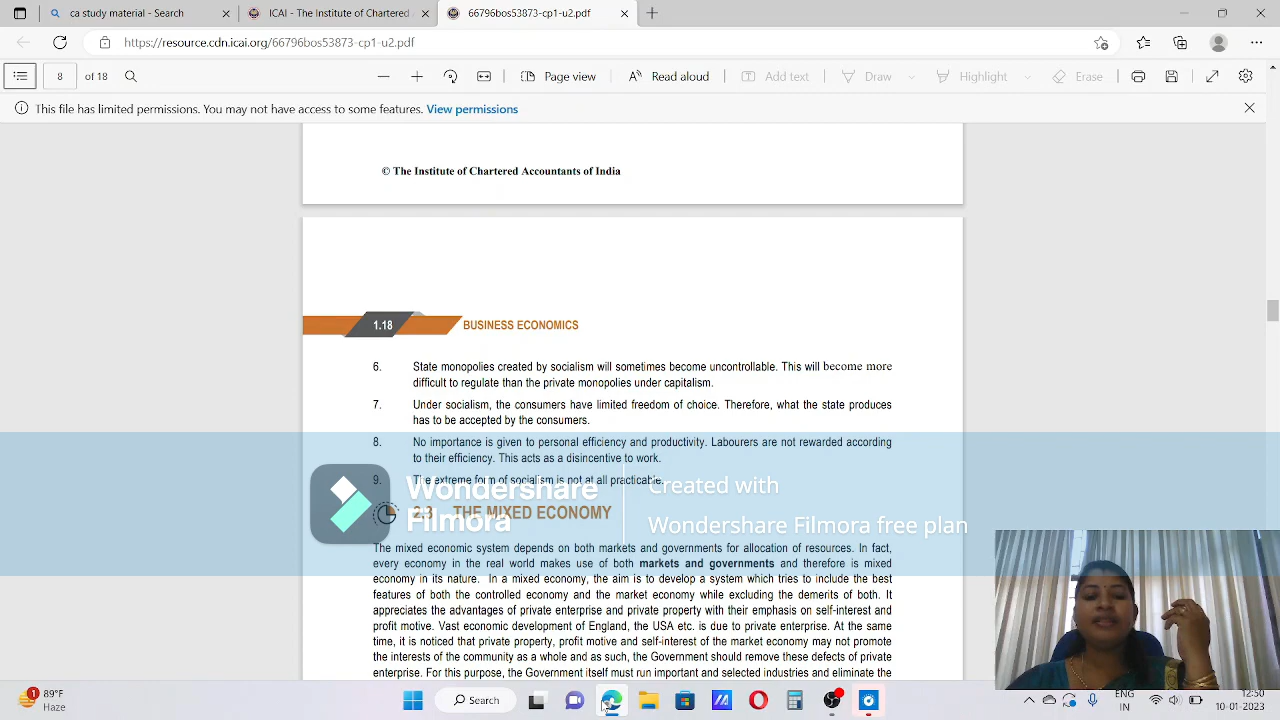 ca study material - Search
ICAI - The Institute of Chartered
66796bos53873-cp1-u2.pdf
https://resource.cdn.icai.org/66796bos53873-cp1-u2.pdf
8 of 18
Page view
Read aloud
Add text
Draw
Highlight
Erase
This file has limited permissions. You may not have access to some features. View permissions
© The Institute of Chartered Accountants of India
1.18 BUSINESS ECONOMICS
6. State monopolies created by socialism will sometimes become uncontrollable. This will become more
difficult to regulate than the private monopolies under capitalism.
7. Under socialism, the consumers have limited freedom of choice. Therefore, what the state produces
has to be accepted by the consumers.
8. No importance is given to personal efficiency and productivity. Labourers are not rewarded according
to their efficiency. This acts as a disincentive to work.
9. The extreme form of socialism is not at all practicable.
Wondershare
Filmora
Created with
Wondershare Filmora free plan
2.3 THE MIXED ECONOMY
The mixed economic system depends on both markets and governments for allocation of resources. In fact,
every economy in the real world makes use of both markets and governments and therefore is mixed
economy in its nature. In a mixed economy, the aim is to develop a system which tries to include the best
features of both the controlled economy and the market economy while excluding the demerits of both. It
appreciates the advantages of private enterprise and private property with their emphasis on self-interest and
profit motive. Vast economic development of England, the USA etc. is due to private enterprise. At the same
time, it is noticed that private property, profit motive and self-interest of the market economy may not promote
the interests of the community as a whole and as such, the Government should remove these defects of private
enterprise. For this purpose, the Government itself must run important and selected industries and eliminate the
1
89°F
Haze
Search
ENG
IN
12:50
10-01-2023